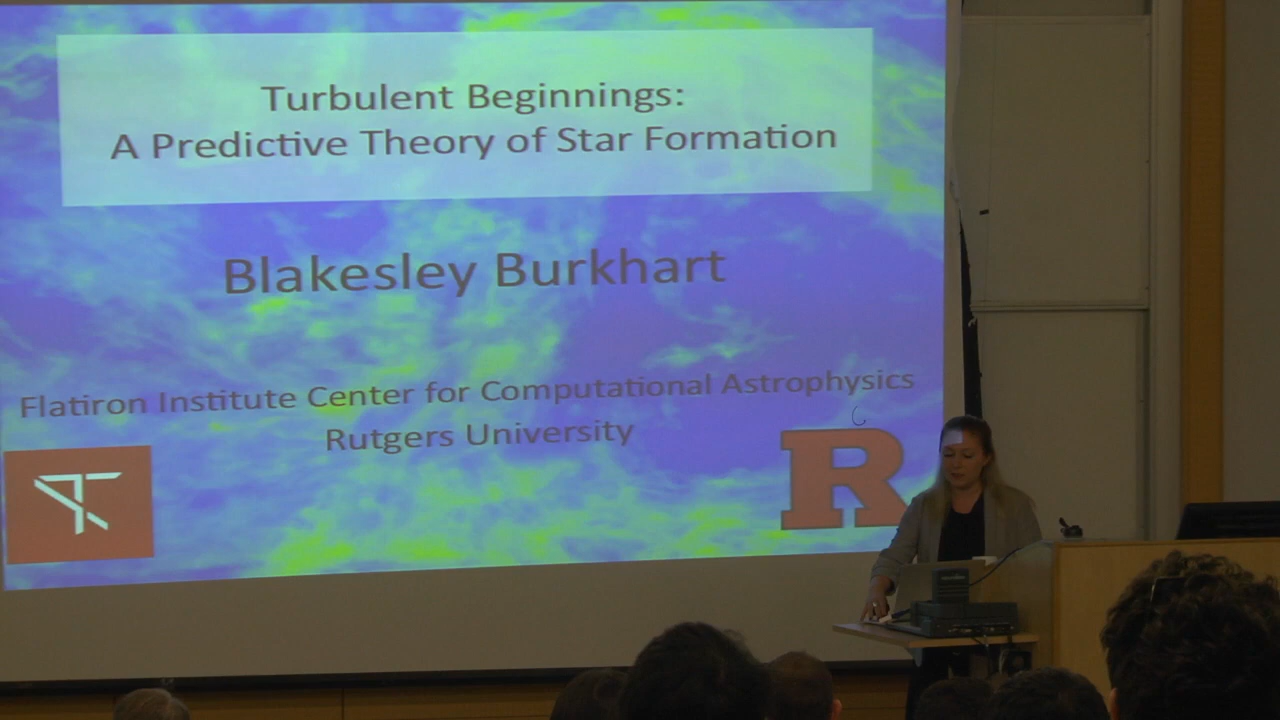 Turbulent Beginnings:
A Predictive Theory of Star Formation
Blakesley Burkhart
Flatiron Institute Center for Computational Astrophysics
Rutgers University
R